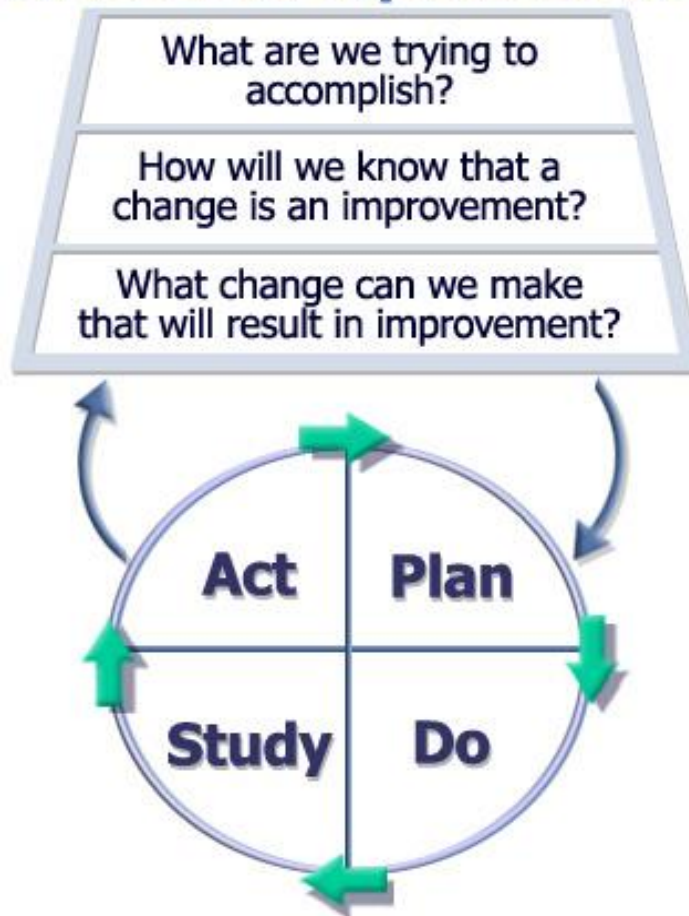 What are we trying to
accomplish?
How will we know that a
change is an improvement?
What change can we make
that will result in improvement?
Act
Plan
Study
Do